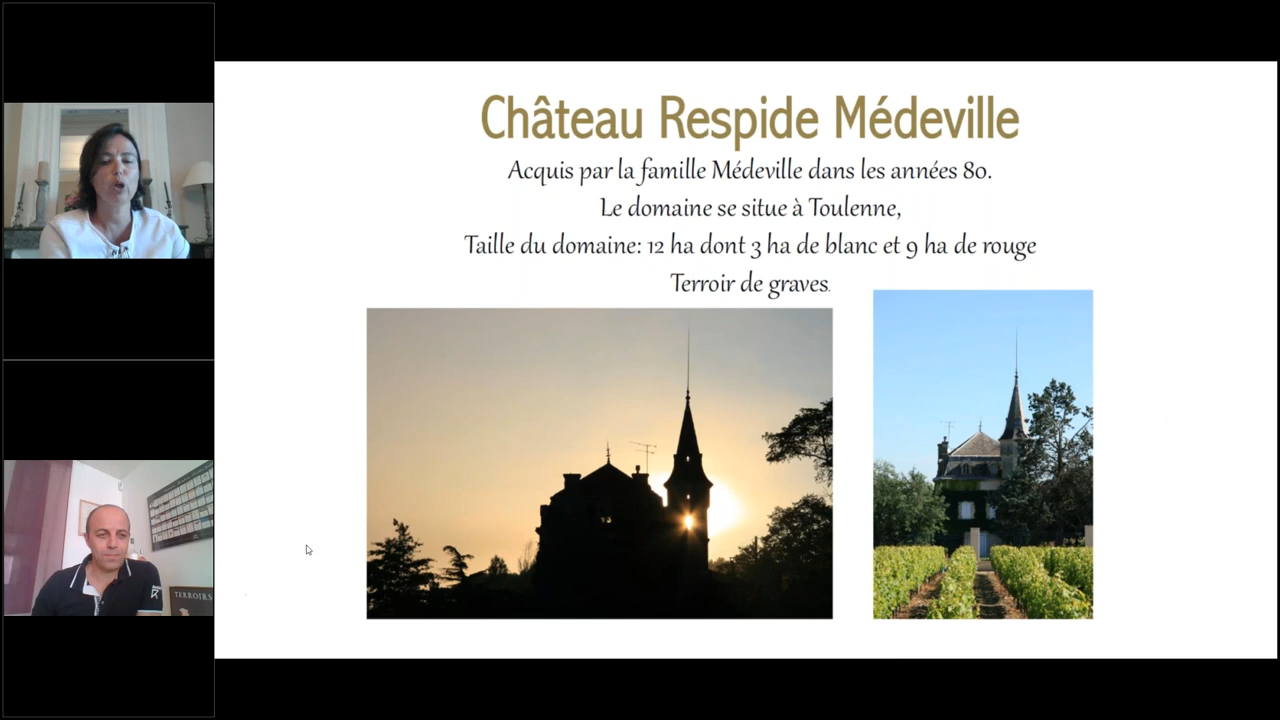 Château Respide Médeville
Acquis par la famille Médeville dans les années 80.
Le domaine se situe à Toulenne,
Taille du domaine: 12 ha dont 3 ha de blanc et 9 ha de rouge
Terroir de graves.
TERROIRS